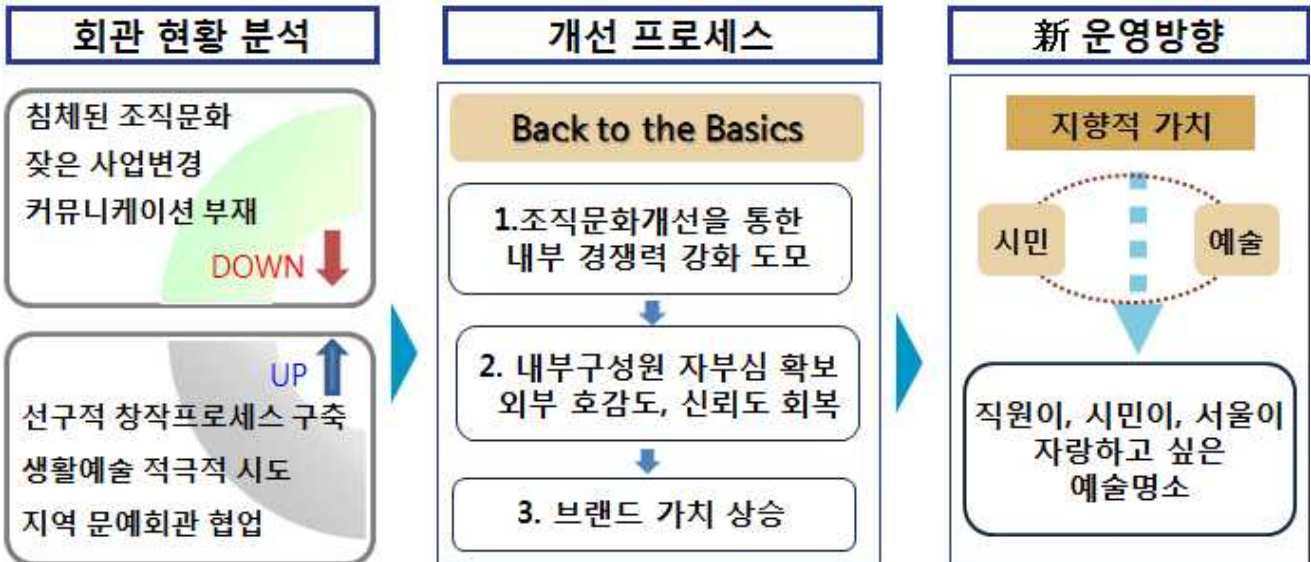 회관 현황 분석
침체된 조직문화
잦은 사업변경
커뮤니케이션 부재
DOWN
UP
선구적 창작프로세스 구축
생활예술 적극적 시도
지역 문예회관 협업
개선 프로세스
Back to the Basics
1.조직문화개선을 통한
내부 경쟁력 강화 도모
2. 내부구성원 자부심 확보
외부 호감도, 신뢰도 회복
3. 브랜드 가치 상승
新 운영방향
지향적 가치
시민
예술
직원이, 시민이, 서울이
자랑하고 싶은
예술명소